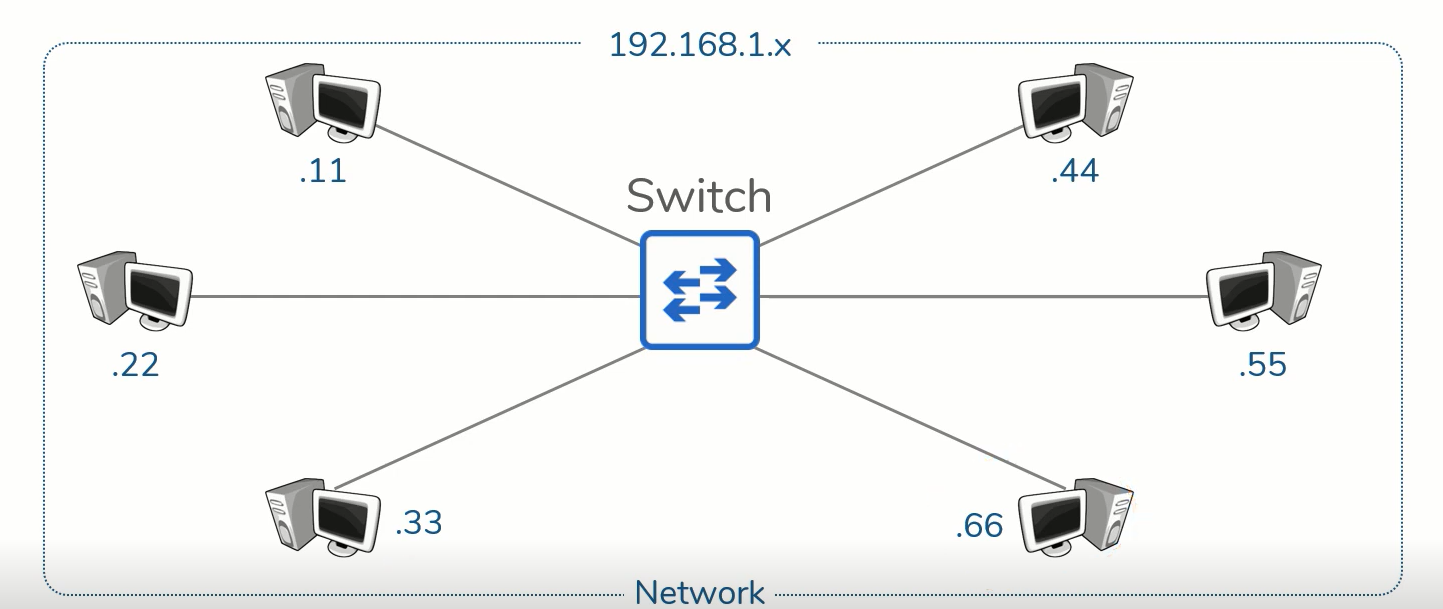 192.168.1.x
.11
.44
Switch
.22
.55
.33
.66
Network